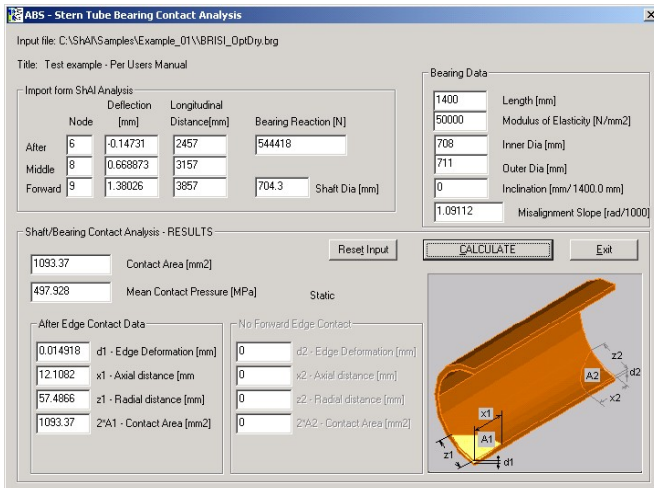 ABS - Stern Tube Bearing Contact Analysis
Input file: C:\ShAl\Samples\Example_01\\BRISI_OptDry.brg
Title: Test example - Per Users Manual
Import form ShAl Analysis
Deflection Longitudinal
Node [mm] Distance[mm] Bearing Reaction [N]
After 6 -0.14731 2457 544418
Middle 8 0.668873 3157
Forward 9 1.38026 3857 704.3 Shaft Dia [mm]
Bearing Data
1400 Length [mm]
50000 Modulus of Elasticity [N/mm2]
708 Inner Dia [mm]
711 Outer Dia [mm]
0 Inclination [mm/1400.0 mm]
1.09112 Misalignment Slope [rad/1000]
Shaft/Bearing Contact Analysis - RESULTS
Reset Input CALCULATE Exit
1093.37 Contact Area [mm2]
497.928 Mean Contact Pressure [MPa]
Static
After Edge Contact Data
0.014918 d1 - Edge Deformation [mm]
12.1082 x1 - Axial distance [mm
57.4866 z1 - Radial distance [mm]
1093.37 2*A1 - Contact Area [mm2]
No Forward Edge Contact
0 d2 - Edge Deformation [mm]
0 x2 - Axial distance [mm]
0 z2 - Radial distance [mm]
0 2*A2 - Contact Area [mm2]
z2
A2 d2
x2
x1
A1
z1
d1